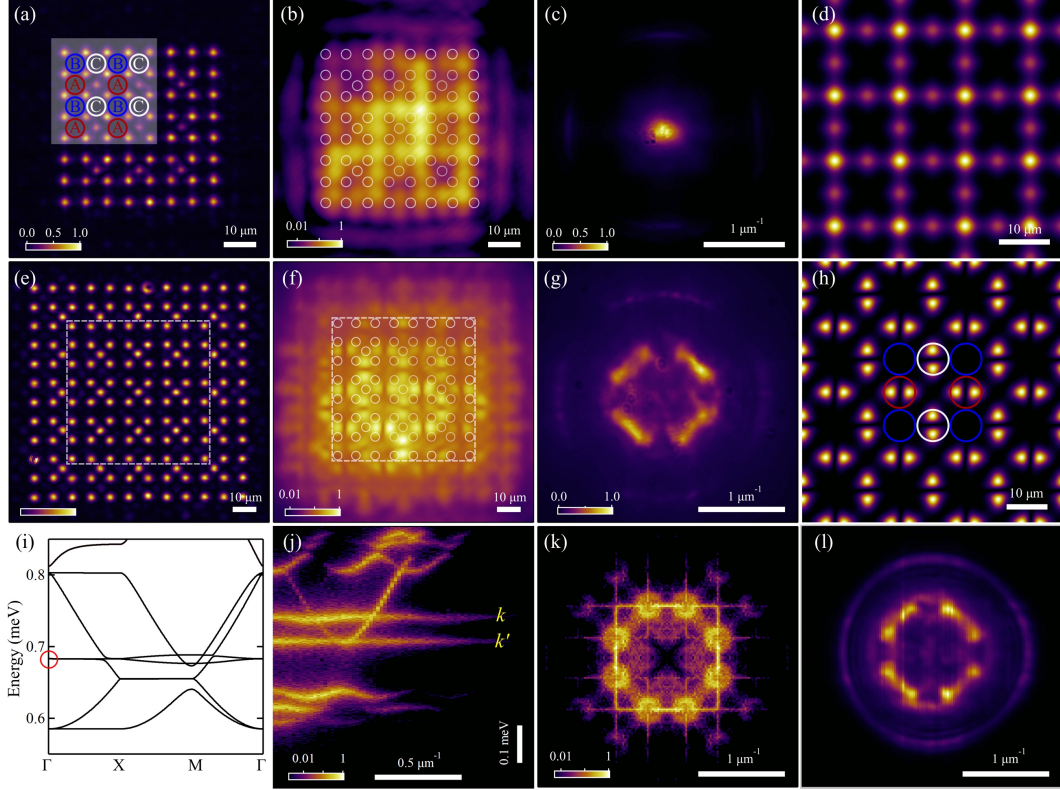 (a)
B C B C
A A
B C B C
A A
0.0 0.5 1.0
10 μm
(b)
0.01 1
10 μm
(c)
0.0 0.5 1.0
1 μm⁻¹
(d)
10 μm
(e)
10 μm
(f)
0.01 1
10 μm
(g)
0.0 1.0
1 μm⁻¹
(h)
10 μm
(i)
Energy (meV)
0.8
0.7
0.6
Γ X M Γ
(j)
k
k'
0.01 1
0.5 μm⁻¹
0.1 meV
(k)
0.01 1
1 μm⁻¹
(l)
1 μm⁻¹